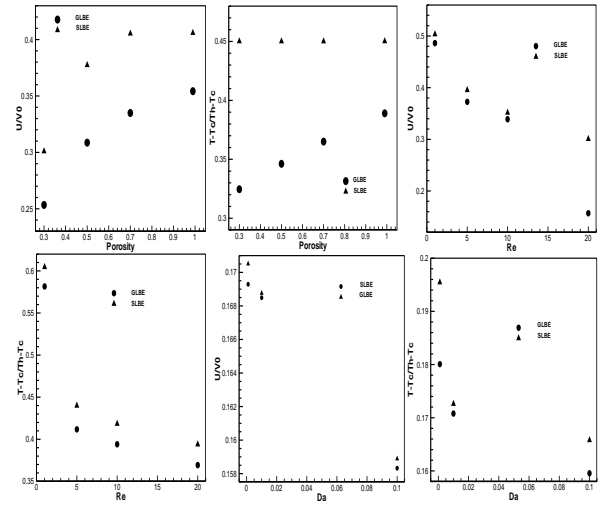 GLBE
SLBE
U/Vo
0.4
0.35
0.3
0.25
0.3 0.4 0.5 0.6 0.7 0.8 0.9 1
Porosity
T-Tc/Th-Tc
0.45
0.4
0.35
0.3
GLBE
SLBE
0.3 0.4 0.5 0.6 0.7 0.8 0.9 1
Porosity
U/Vo
0.5
0.4
0.3
0.2
GLBE
SLBE
0 5 10 15 20
Re
T-Tc/Th-Tc
0.6
0.55
0.5
0.45
0.4
0.35
GLBE
SLBE
0 5 10 15 20
Re
U/Vo
0.17
0.168
0.166
0.164
0.162
0.16
0.158
SLBE
GLBE
0 0.02 0.04 0.06 0.08 0.1
Da
T-Tc/Th-Tc
0.2
0.19
0.18
0.17
0.16
GLBE
SLBE
0 0.02 0.04 0.06 0.08 0.1
Da